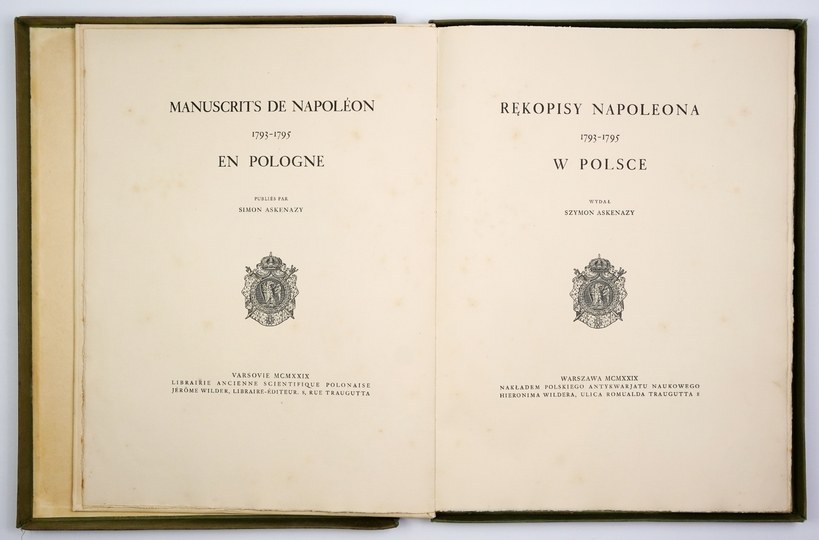 MANUSCRITS DE NAPOLÉON
1793-1795
EN POLOGNE
PUBLIÉS PAR
SIMON ASKENAZY
VARSOVIE MCMXXIX
LIBRAIRIE ANCIENNE SCIENTIFIQUE POLONAISE
JÉRÔME WILDER, LIBRAIRE-ÉDITEUR. 8, RUE TRAUGUTTA
RĘKOPISY NAPOLEONA
1793-1795
W POLSCE
WYDAŁ
SZYMON ASKENAZY
WARSZAWA MCMXXIX
NAKŁADEM POLSKIEGO ANTYKWARJATU NAUKOWEGO
HIERONIMA WILDERA, ULICA ROMUALDA TRAUGUTTA 8